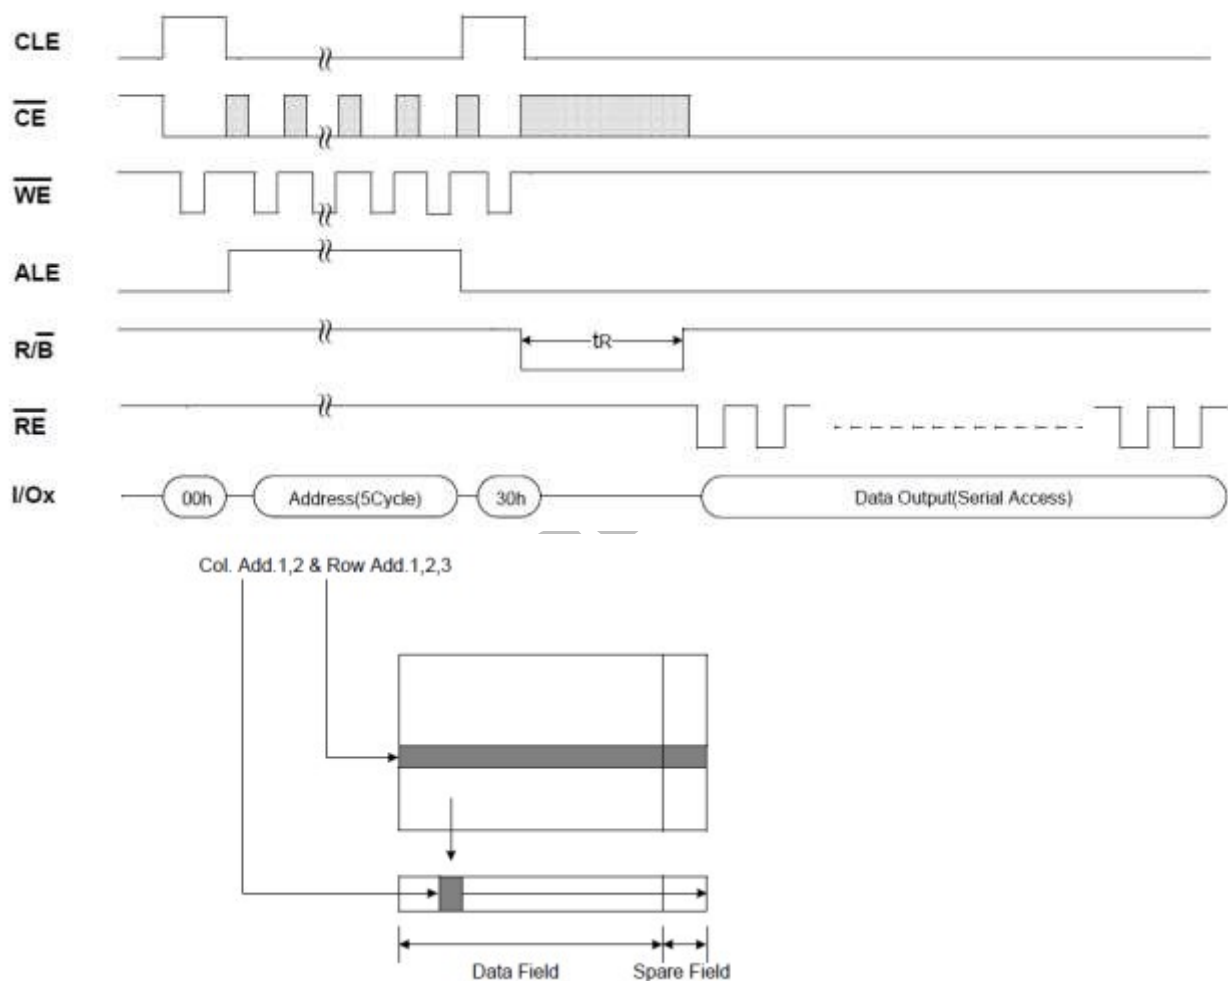 CLE
CE
WE
ALE
R/B
tR
RE
I/Ox
00h
Address(5Cycle)
30h
Data Output(Serial Access)
Col. Add.1,2 & Row Add.1,2,3
Data Field
Spare Field